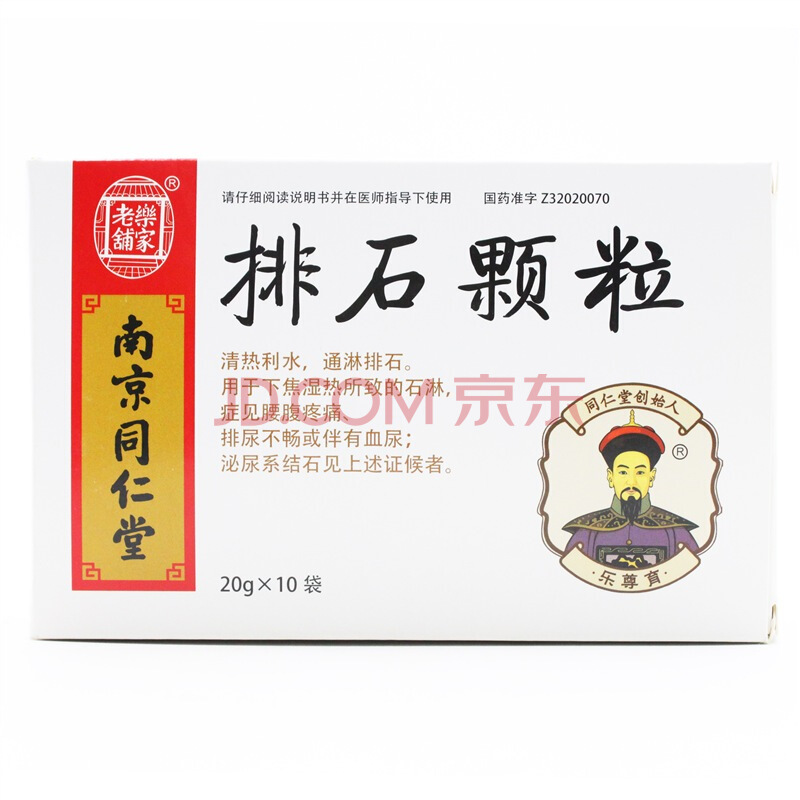 樂家
老舖
®
南京同仁堂
请仔细阅读说明书并在医师指导下使用 国药准字 Z32020070
排石颗粒
清热利水，通淋排石。
用于下焦湿热所致的石淋，
症见腰腹疼痛、
排尿不畅或伴有血尿；
泌尿系结石见上述证候者。
JD.COM 京东
20g×10 袋
同仁堂创始人
®
·乐尊育·